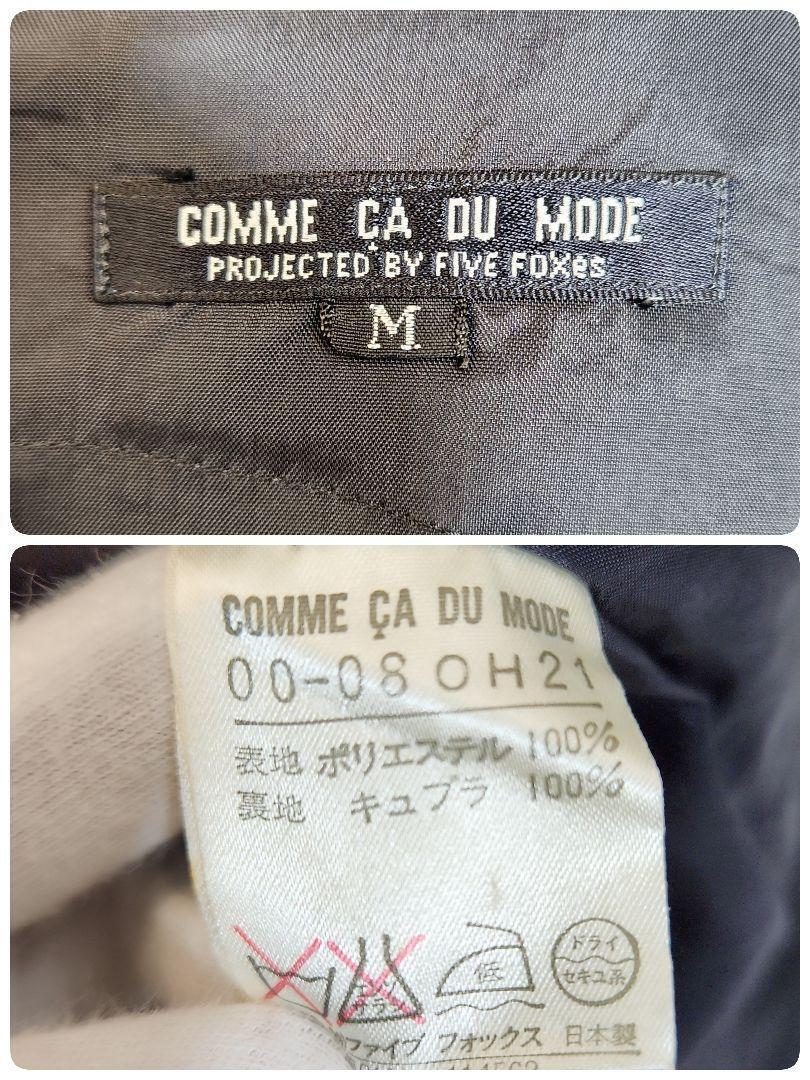 COMME ÇA DU MODE
PROJECTED BY FIVE FOXes
M
COMME ÇA DU MODE
00-08 OH21
表地 ポリエステル 100%
裏地 キュプラ 100%
低
ドライ
セキユ系
ファイブ フォックス 日本製